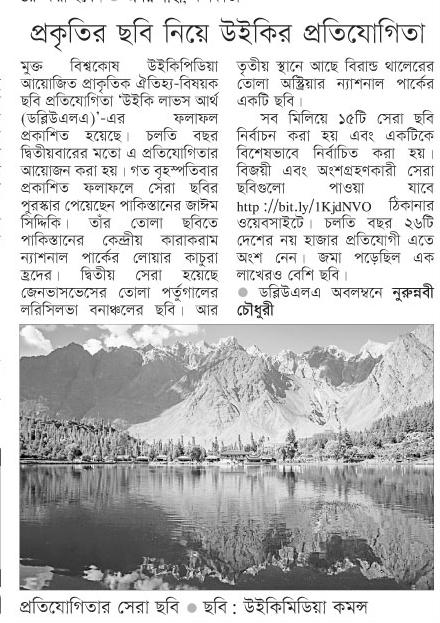 প্রকৃতির ছবি নিয়ে উইকির প্রতিযোগিতা
মুক্ত বিশ্বকোষ উইকিপিডিয়া
আয়োজিত প্রাকৃতিক ঐতিহ্য-বিষয়ক
ছবি প্রতিযোগিতা ‘উইকি লাভস আর্থ
(ডব্লিউএলএ)’-এর ফলাফল
প্রকাশিত হয়েছে। চলতি বছর
দ্বিতীয়বারের মতো এ প্রতিযোগিতার
আয়োজন করা হয়। গত বৃহস্পতিবার
প্রকাশিত ফলাফলে সেরা ছবির
পুরস্কার পেয়েছেন পাকিস্তানের জাঈম
সিদ্দিকি। তাঁর তোলা ছবিতে
পাকিস্তানের কেন্দ্রীয় কারাকরাম
ন্যাশনাল পার্কের লোয়ার কাচুরা
হ্রদের। দ্বিতীয় সেরা হয়েছে
জেনভাসভেসের তোলা পর্তুগালের
লরিসিলভা বনাঞ্চলের ছবি। আর
তৃতীয় স্থানে আছে বিরান্ড থালেরের
তোলা অস্ট্রিয়ার ন্যাশনাল পার্কের
একটি ছবি।
সব মিলিয়ে ১৫টি সেরা ছবি
নির্বাচন করা হয় এবং একটিকে
বিশেষভাবে নির্বাচিত করা হয়।
বিজয়ী এবং অংশগ্রহণকারী সেরা
ছবিগুলো পাওয়া যাবে
http ://bit.ly/1KjdNVO ঠিকানার
ওয়েবসাইটে। চলতি বছর ২৬টি
দেশের নয় হাজার প্রতিযোগী এতে
অংশ নেন। জমা পড়েছিল এক
লাখেরও বেশি ছবি।
● ডব্লিউএলএ অবলম্বনে নুরুন্নবী
চৌধুরী
প্রতিযোগিতার সেরা ছবি ● ছবি : উইকিমিডিয়া কমন্স